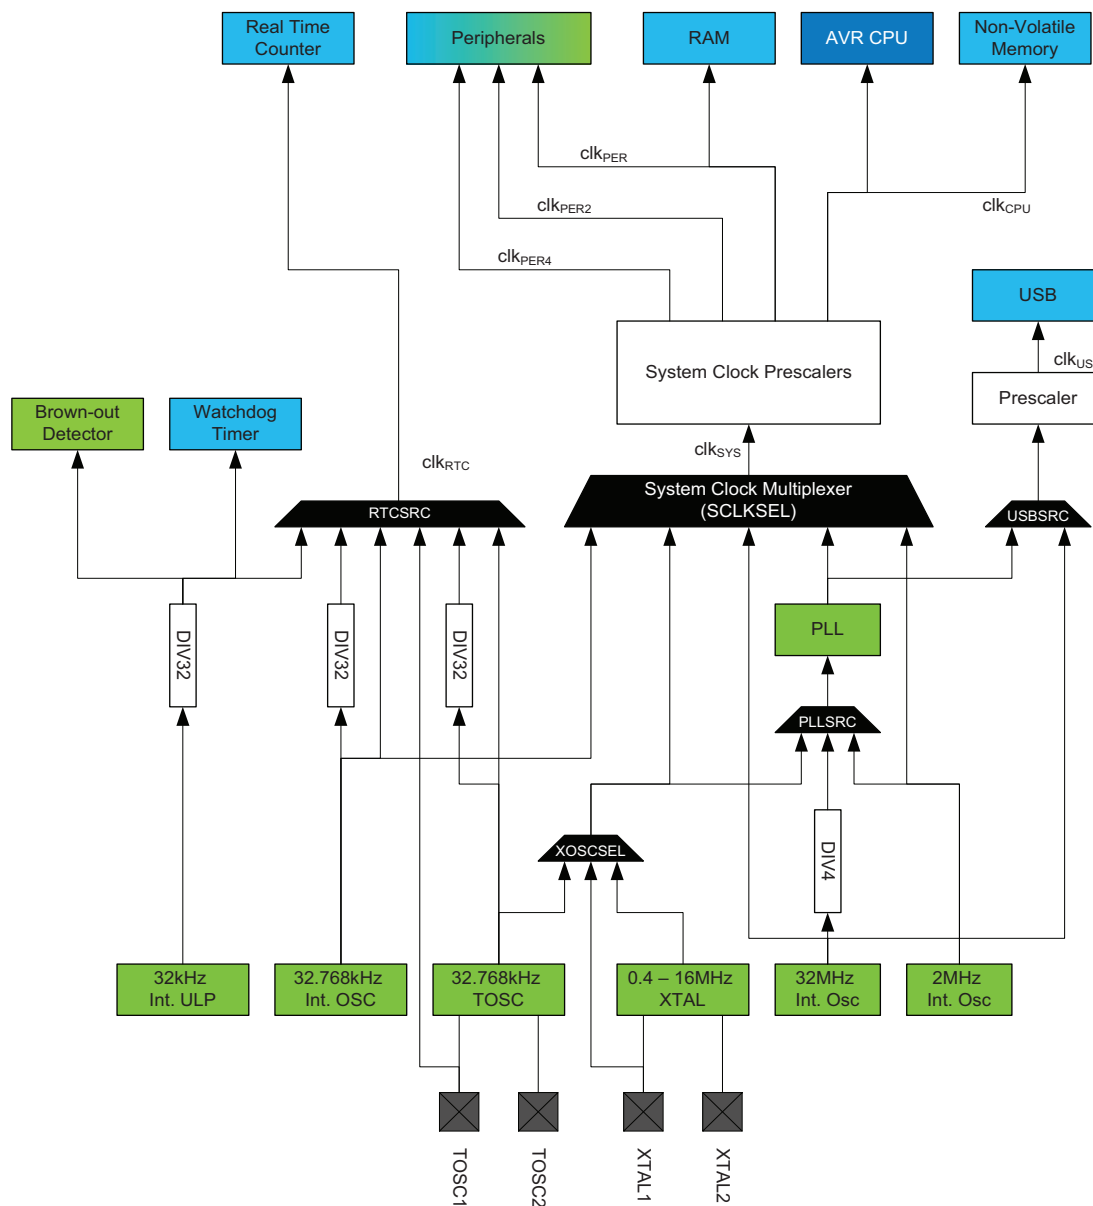 Real Time
Counter
Peripherals
RAM
AVR CPU
Non-Volatile
Memory
clkPER
clkPER2
clkCPU
clkPER4
USB
System Clock Prescalers
clkUS
Prescaler
Brown-out
Detector
Watchdog
Timer
clkSYS
clkRTC
System Clock Multiplexer
(SCLKSEL)
RTCSRC
USBSRC
DIV32
DIV32
DIV32
PLL
PLLSRC
XOSCSEL
DIV4
32kHz
Int. ULP
32.768kHz
Int. OSC
32.768kHz
TOSC
0.4 – 16MHz
XTAL
32MHz
Int. Osc
2MHz
Int. Osc
TOSC1
TOSC2
XTAL1
XTAL2